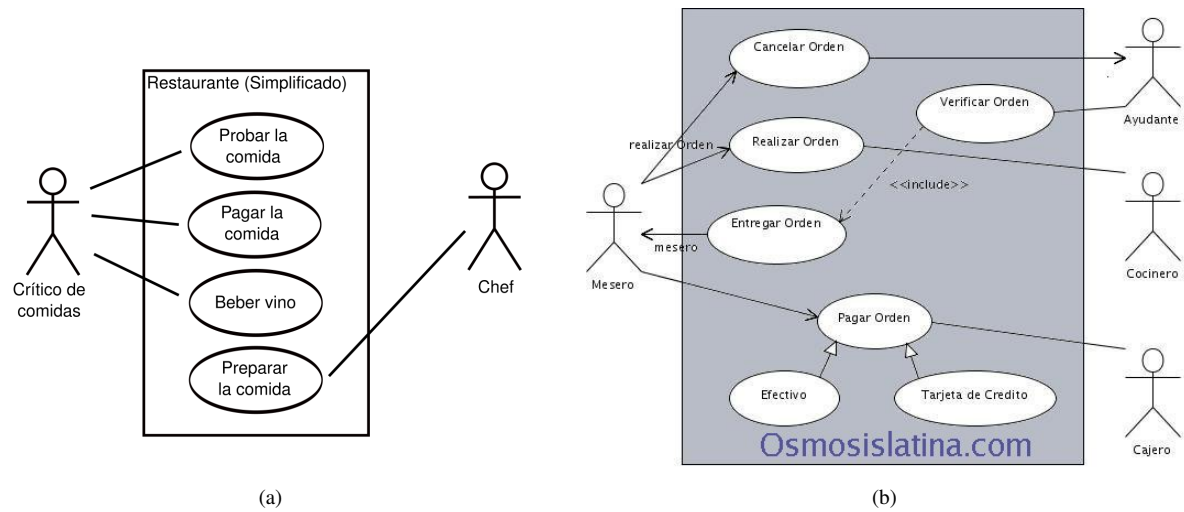 Restaurante (Simplificado)
Probar la
comida
Pagar la
comida
Beber vino
Preparar
la comida
Crítico de
comidas
Chef
(a)
Cancelar Orden
Verificar Orden
Ayudante
realizar Orden
Realizar Orden
<<include>>
Entregar Orden
mesero
Mesero
Cocinero
Pagar Orden
Efectivo
Tarjeta de Credito
Osmosislatina.com
Cajero
(b)